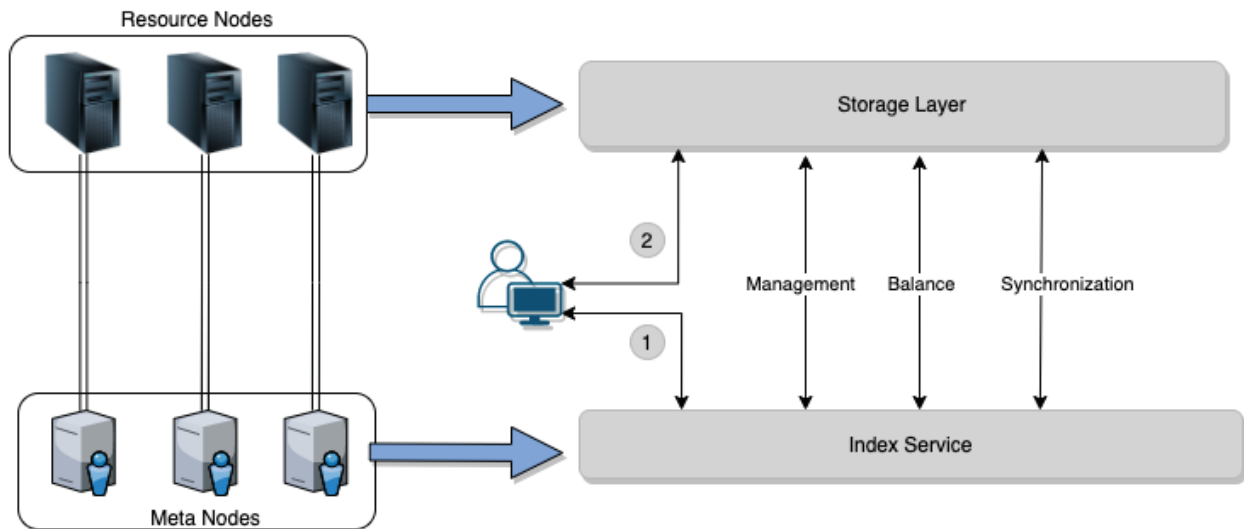 Resource Nodes
Storage Layer
2
Management
Balance
Synchronization
1
Index Service
Meta Nodes